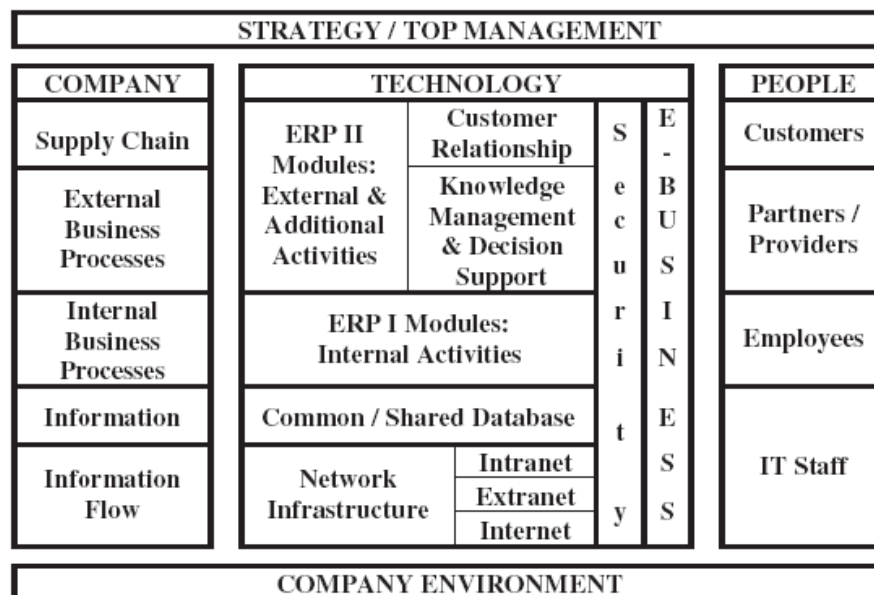 STRATEGY / TOP MANAGEMENT
COMPANY
Supply Chain
External
Business
Processes
Internal
Business
Processes
Information
Information
Flow
TECHNOLOGY
ERP II
Modules:
External &
Additional
Activities
Customer
Relationship
Knowledge
Management
& Decision
Support
ERP I Modules:
Internal Activities
Common / Shared Database
Network
Infrastructure
Intranet
Extranet
Internet
Security
E-BUSINESS
PEOPLE
Customers
Partners /
Providers
Employees
IT Staff
COMPANY ENVIRONMENT